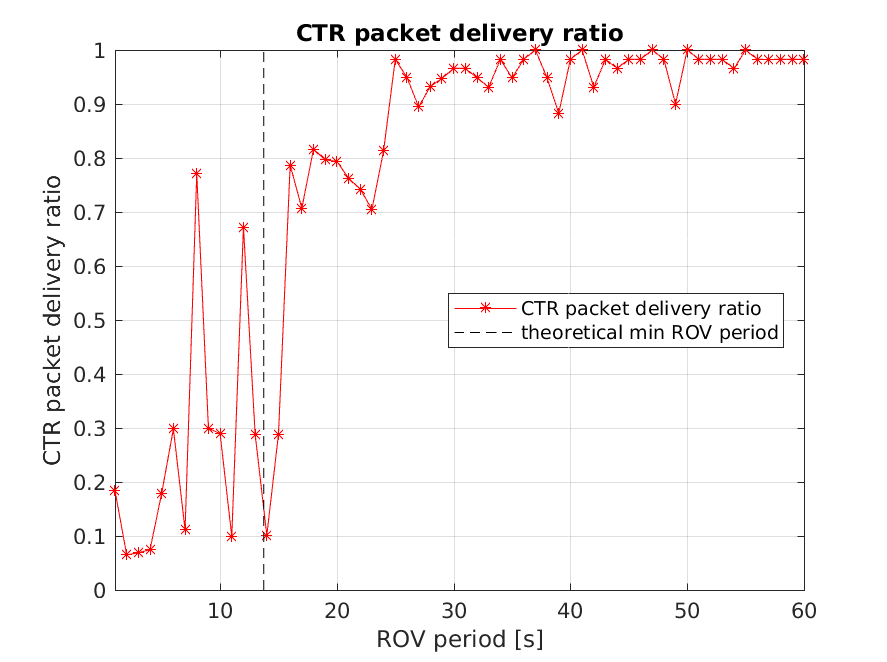 CTR packet delivery ratio
1
0.9
0.8
0.7
0.6
0.5
0.4
0.3
0.2
0.1
0
CTR packet delivery ratio
CTR packet delivery ratio
theoretical min ROV period
10 20 30 40 50 60
ROV period [s]